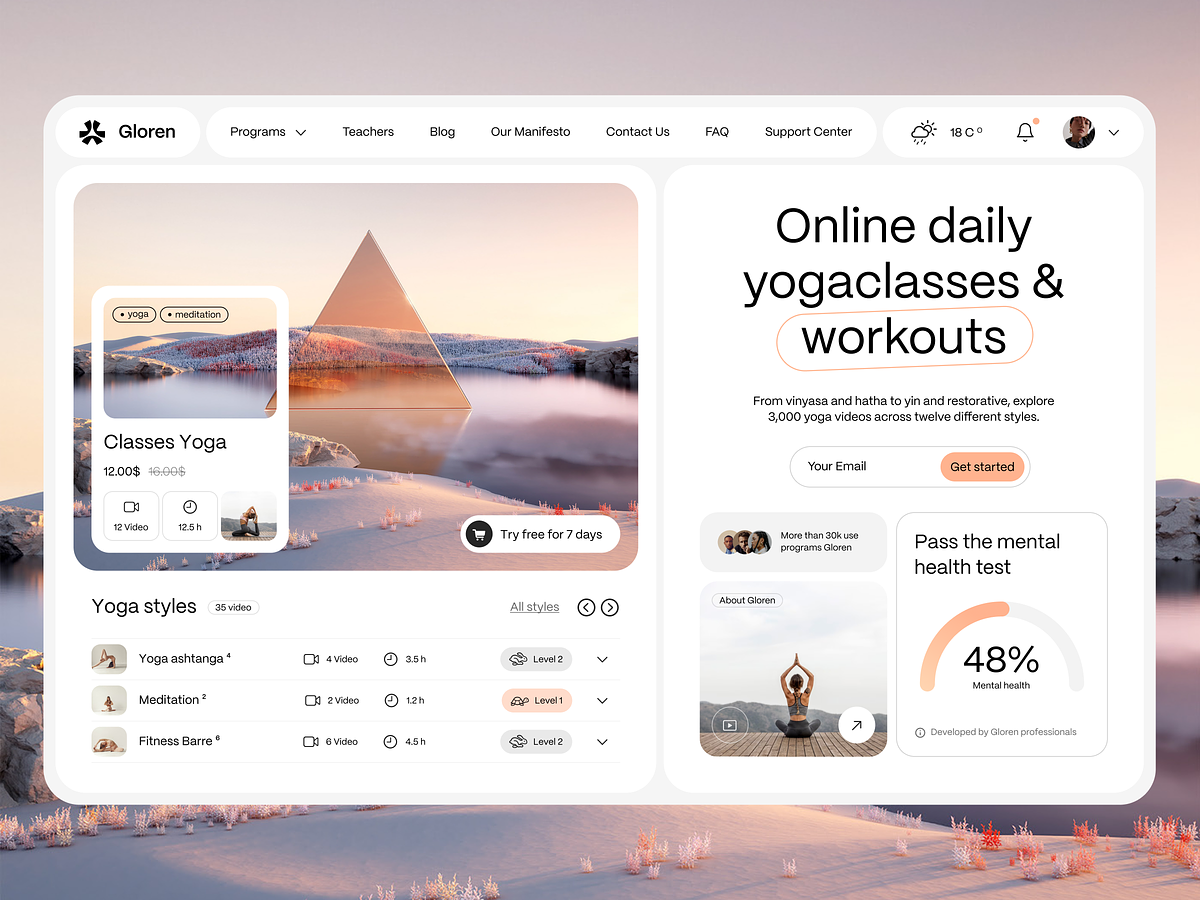 Gloren
Programs
Teachers
Blog
Our Manifesto
Contact Us
FAQ
Support Center
18 C º
• yoga
• meditation
Classes Yoga
12.00$ 16.00$
12 Video
12.5 h
Try free for 7 days
Yoga styles
35 video
All styles
Yoga ashtanga ⁴
4 Video
3.5 h
Level 2
Meditation ²
2 Video
1.2 h
Level 1
Fitness Barre ⁶
6 Video
4.5 h
Level 2
Online daily
yogaclasses &
workouts
From vinyasa and hatha to yin and restorative, explore
3,000 yoga videos across twelve different styles.
Your Email
Get started
More than 30k use
programs Gloren
About Gloren
Pass the mental
health test
48%
Mental health
Developed by Gloren professionals